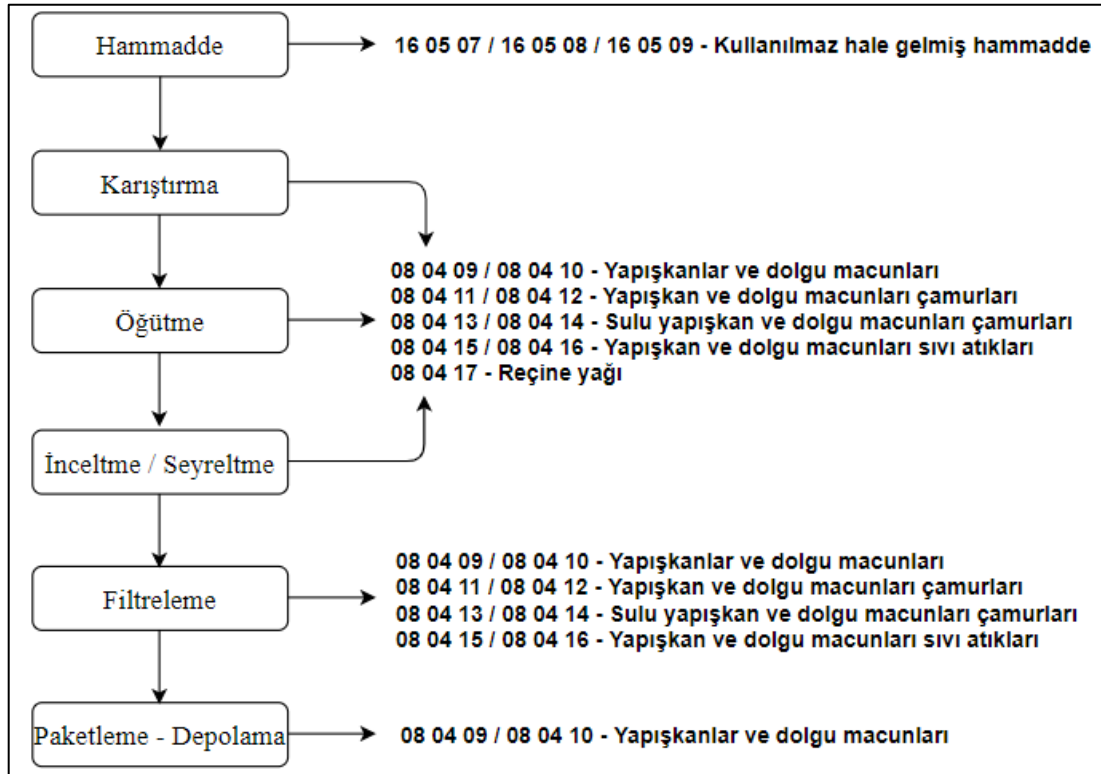 Hammadde
16 05 07 / 16 05 08 / 16 05 09 - Kullanılmaz hale gelmiş hammadde
Karıştırma
08 04 09 / 08 04 10 - Yapışkanlar ve dolgu macunları
08 04 11 / 08 04 12 - Yapışkan ve dolgu macunları çamurları
Öğütme
08 04 13 / 08 04 14 - Sulu yapışkan ve dolgu macunları çamurları
08 04 15 / 08 04 16 - Yapışkan ve dolgu macunları sıvı atıkları
08 04 17 - Reçine yağı
İnceltme / Seyreltme
08 04 09 / 08 04 10 - Yapışkanlar ve dolgu macunları
08 04 11 / 08 04 12 - Yapışkan ve dolgu macunları çamurları
Filtreleme
08 04 13 / 08 04 14 - Sulu yapışkan ve dolgu macunları çamurları
08 04 15 / 08 04 16 - Yapışkan ve dolgu macunları sıvı atıkları
Paketleme - Depolama
08 04 09 / 08 04 10 - Yapışkanlar ve dolgu macunları